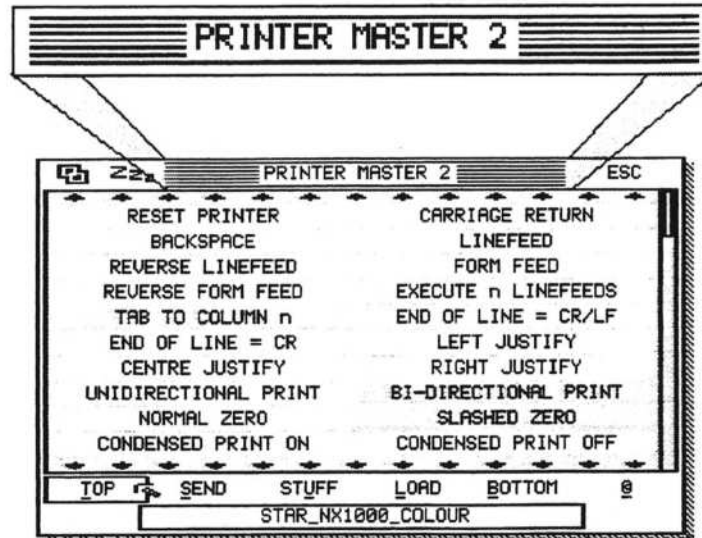 PRINTER MASTER 2
Zzz PRINTER MASTER 2 ESC
RESET PRINTER CARRIAGE RETURN
BACKSPACE LINEFEED
REVERSE LINEFEED FORM FEED
REVERSE FORM FEED EXECUTE n LINEFEEDS
TAB TO COLUMN n END OF LINE = CR/LF
END OF LINE = CR LEFT JUSTIFY
CENTRE JUSTIFY RIGHT JUSTIFY
UNIDIRECTIONAL PRINT BI-DIRECTIONAL PRINT
NORMAL ZERO SLASHED ZERO
CONDENSED PRINT ON CONDENSED PRINT OFF
TOP SEND STUFF LOAD BOTTOM @
STAR_NX1000_COLOUR